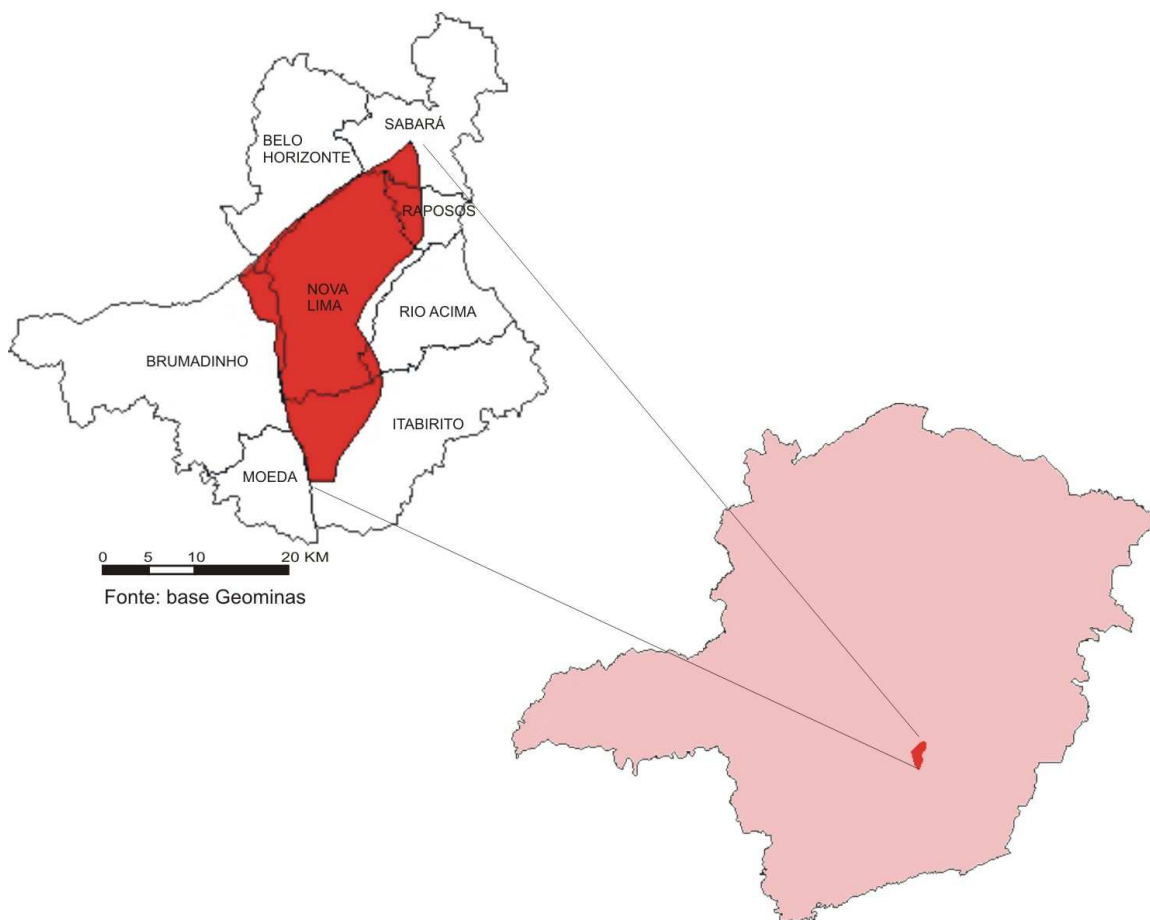 SABARÁ
BELO
HORIZONTE
RAPOSOS
NOVA
LIMA
RIO ACIMA
BRUMADINHO
ITABIRITO
MOEDA
0 5 10 20 KM
Fonte: base Geominas